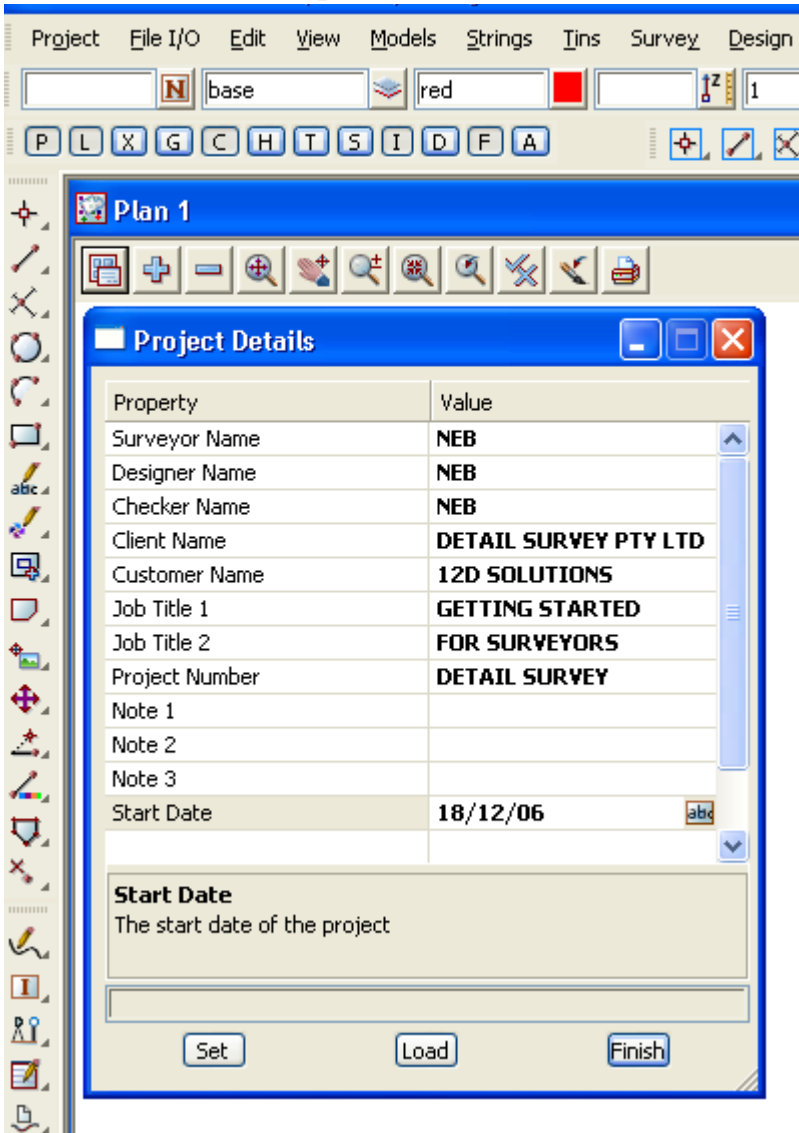 Project File I/O Edit View Models Strings Tins Survey Design
N base red z 1
P L X G C H T S I D F A
abc
Plan 1
Project Details
Property Value
Surveyor Name NEB
Designer Name NEB
Checker Name NEB
Client Name DETAIL SURVEY PTY LTD
Customer Name 12D SOLUTIONS
Job Title 1 GETTING STARTED
Job Title 2 FOR SURVEYORS
Project Number DETAIL SURVEY
Note 1
Note 2
Note 3
Start Date 18/12/06 abc
Start Date
The start date of the project
I
Set Load Finish